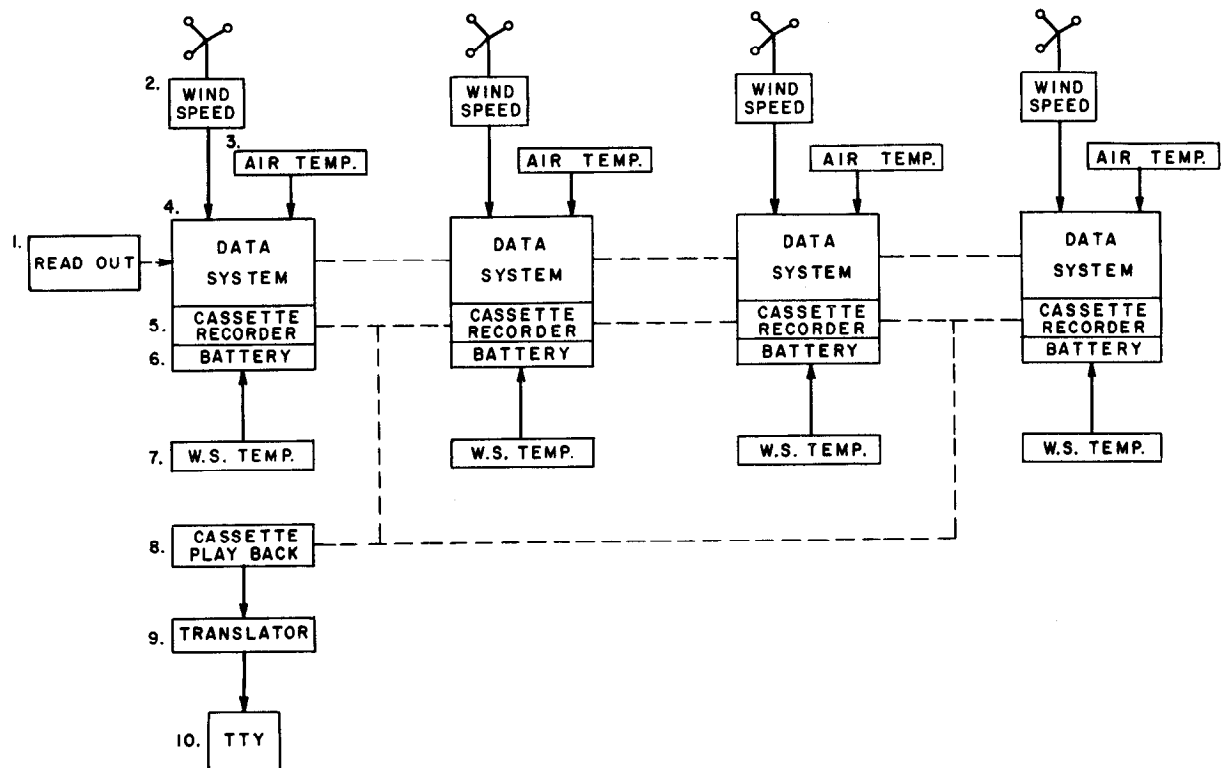 2. WIND SPEED
WIND SPEED
WIND SPEED
WIND SPEED
3. AIR TEMP.
AIR TEMP.
AIR TEMP.
AIR TEMP.
1. READ OUT
4. DATA SYSTEM
DATA SYSTEM
DATA SYSTEM
DATA SYSTEM
5. CASSETTE RECORDER
CASSETTE RECORDER
CASSETTE RECORDER
CASSETTE RECORDER
6. BATTERY
BATTERY
BATTERY
BATTERY
7. W.S. TEMP.
W.S. TEMP.
W.S. TEMP.
W.S. TEMP.
8. CASSETTE PLAY BACK
9. TRANSLATOR
10. TTY